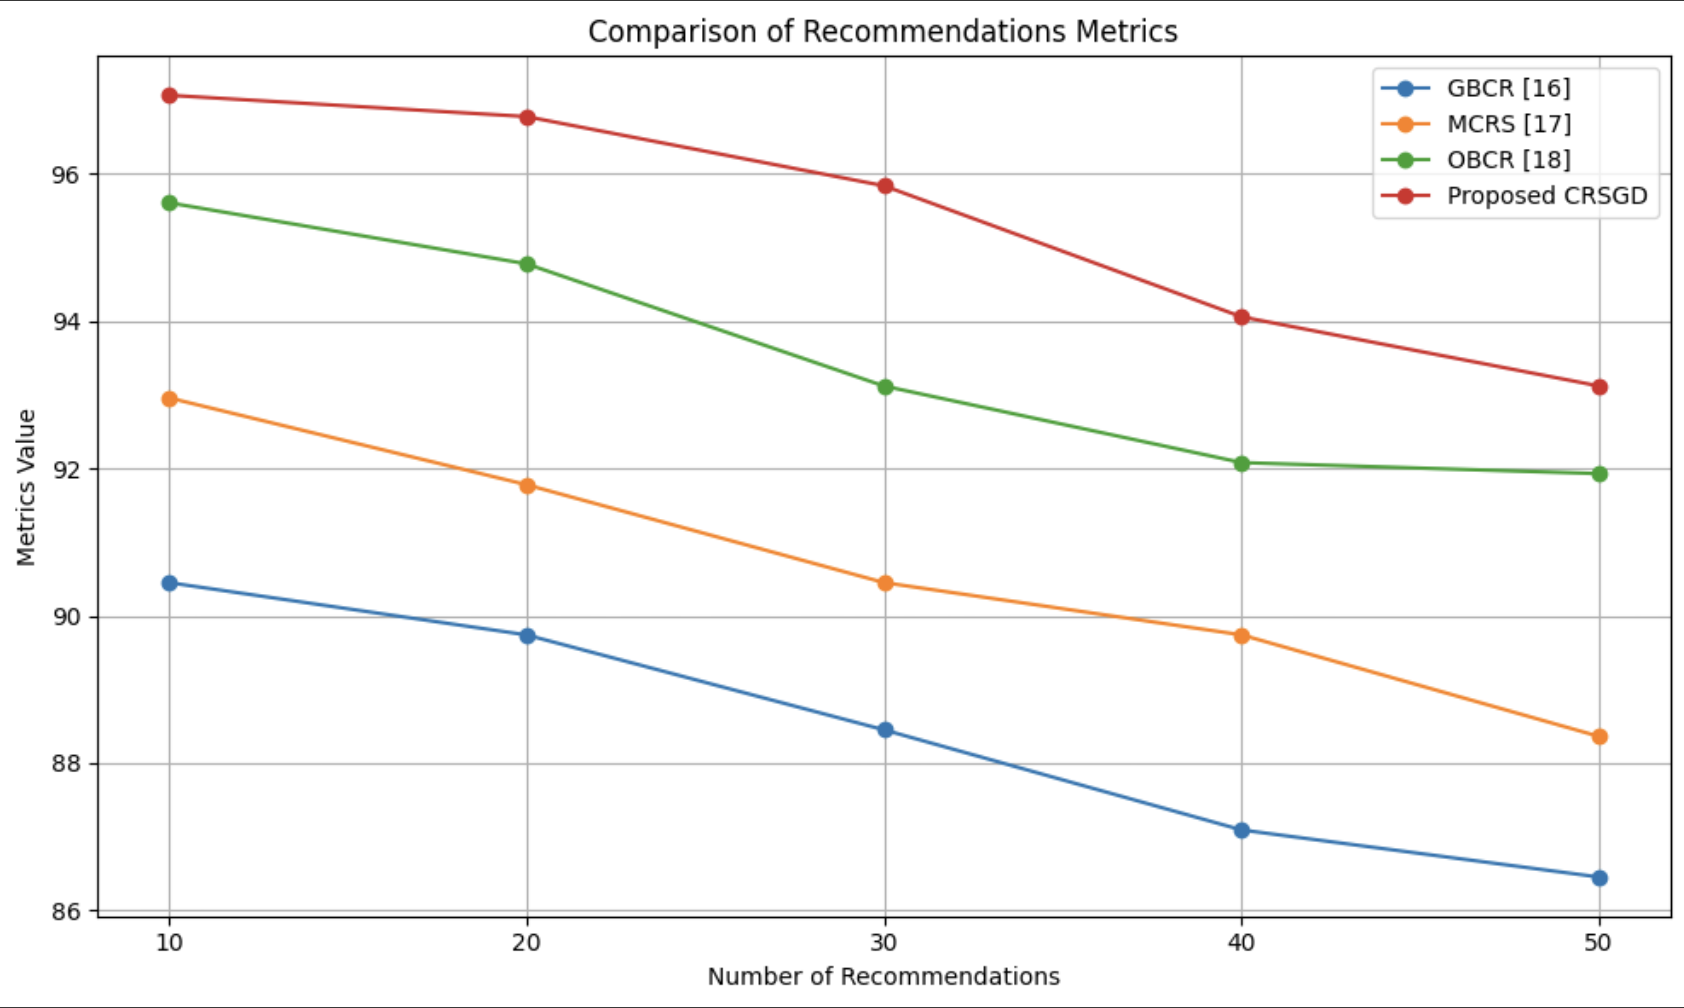 Comparison of Recommendations Metrics
GBCR [16]
MCRS [17]
OBCR [18]
Proposed CRSGD
96
94
92
90
88
86
Metrics Value
10 20 30 40 50
Number of Recommendations